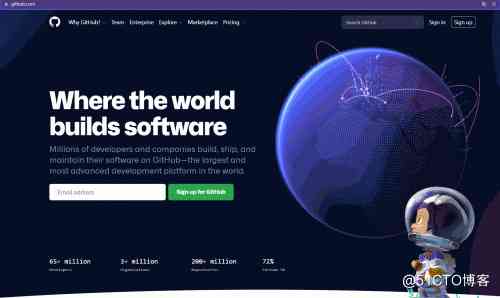 github.com
Why GitHub? Team Enterprise Explore Marketplace Pricing
Search GitHub
Sign in Sign up
Where the world
builds software
Millions of developers and companies build, ship, and
maintain their software on GitHub—the largest and
most advanced development platform in the world.
Email address
Sign up for GitHub
65+ million 3+ million 200+ million 72%
Developers Organizations Repositories Fortune 50
@51CTO博客